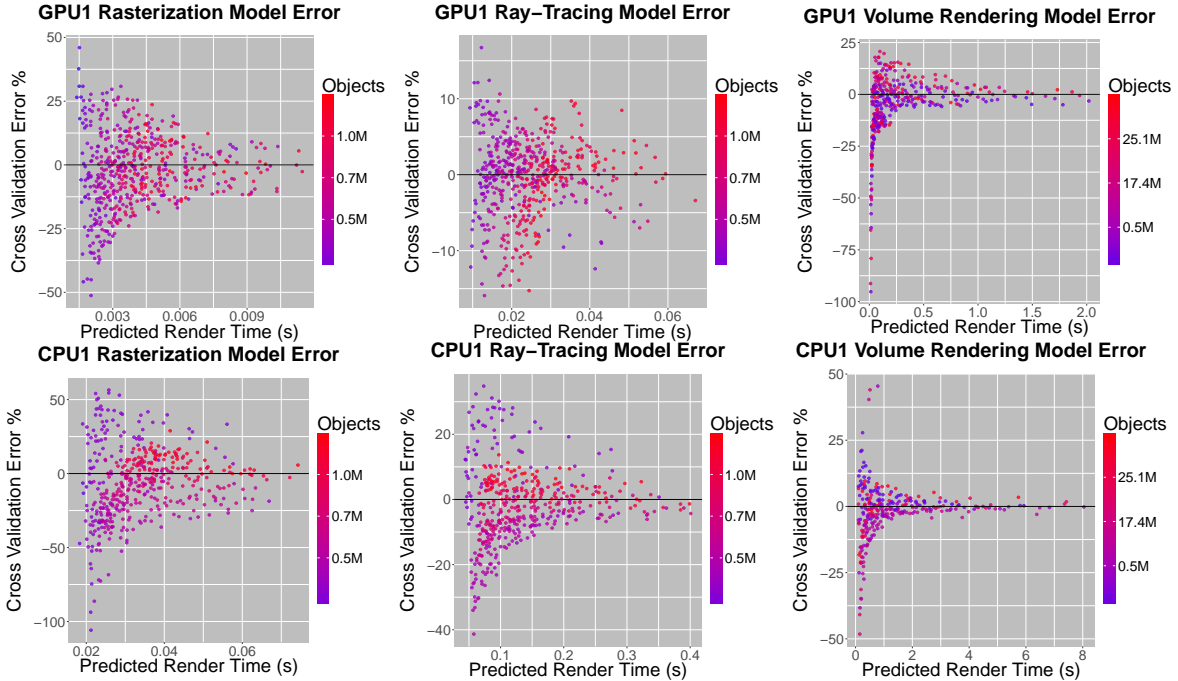 GPU1 Rasterization Model Error
Cross Validation Error %
50
25
0
−25
−50
0.003
0.006
0.009
Predicted Render Time (s)
Objects
1.0M
0.7M
0.5M
GPU1 Ray−Tracing Model Error
Cross Validation Error %
10
0
−10
0.02
0.04
0.06
Predicted Render Time (s)
Objects
1.0M
0.7M
0.5M
GPU1 Volume Rendering Model Error
Cross Validation Error %
25
0
−25
−50
−75
−100
0.0
0.5
1.0
1.5
2.0
Predicted Render Time (s)
Objects
25.1M
17.4M
0.5M
CPU1 Rasterization Model Error
Cross Validation Error %
50
0
−50
−100
0.02
0.04
0.06
Predicted Render Time (s)
Objects
1.0M
0.7M
0.5M
CPU1 Ray−Tracing Model Error
Cross Validation Error %
20
0
−20
−40
0.1
0.2
0.3
0.4
Predicted Render Time (s)
Objects
1.0M
0.7M
0.5M
CPU1 Volume Rendering Model Error
Cross Validation Error %
50
25
0
−25
−50
0
2
4
6
8
Predicted Render Time (s)
Objects
25.1M
17.4M
0.5M